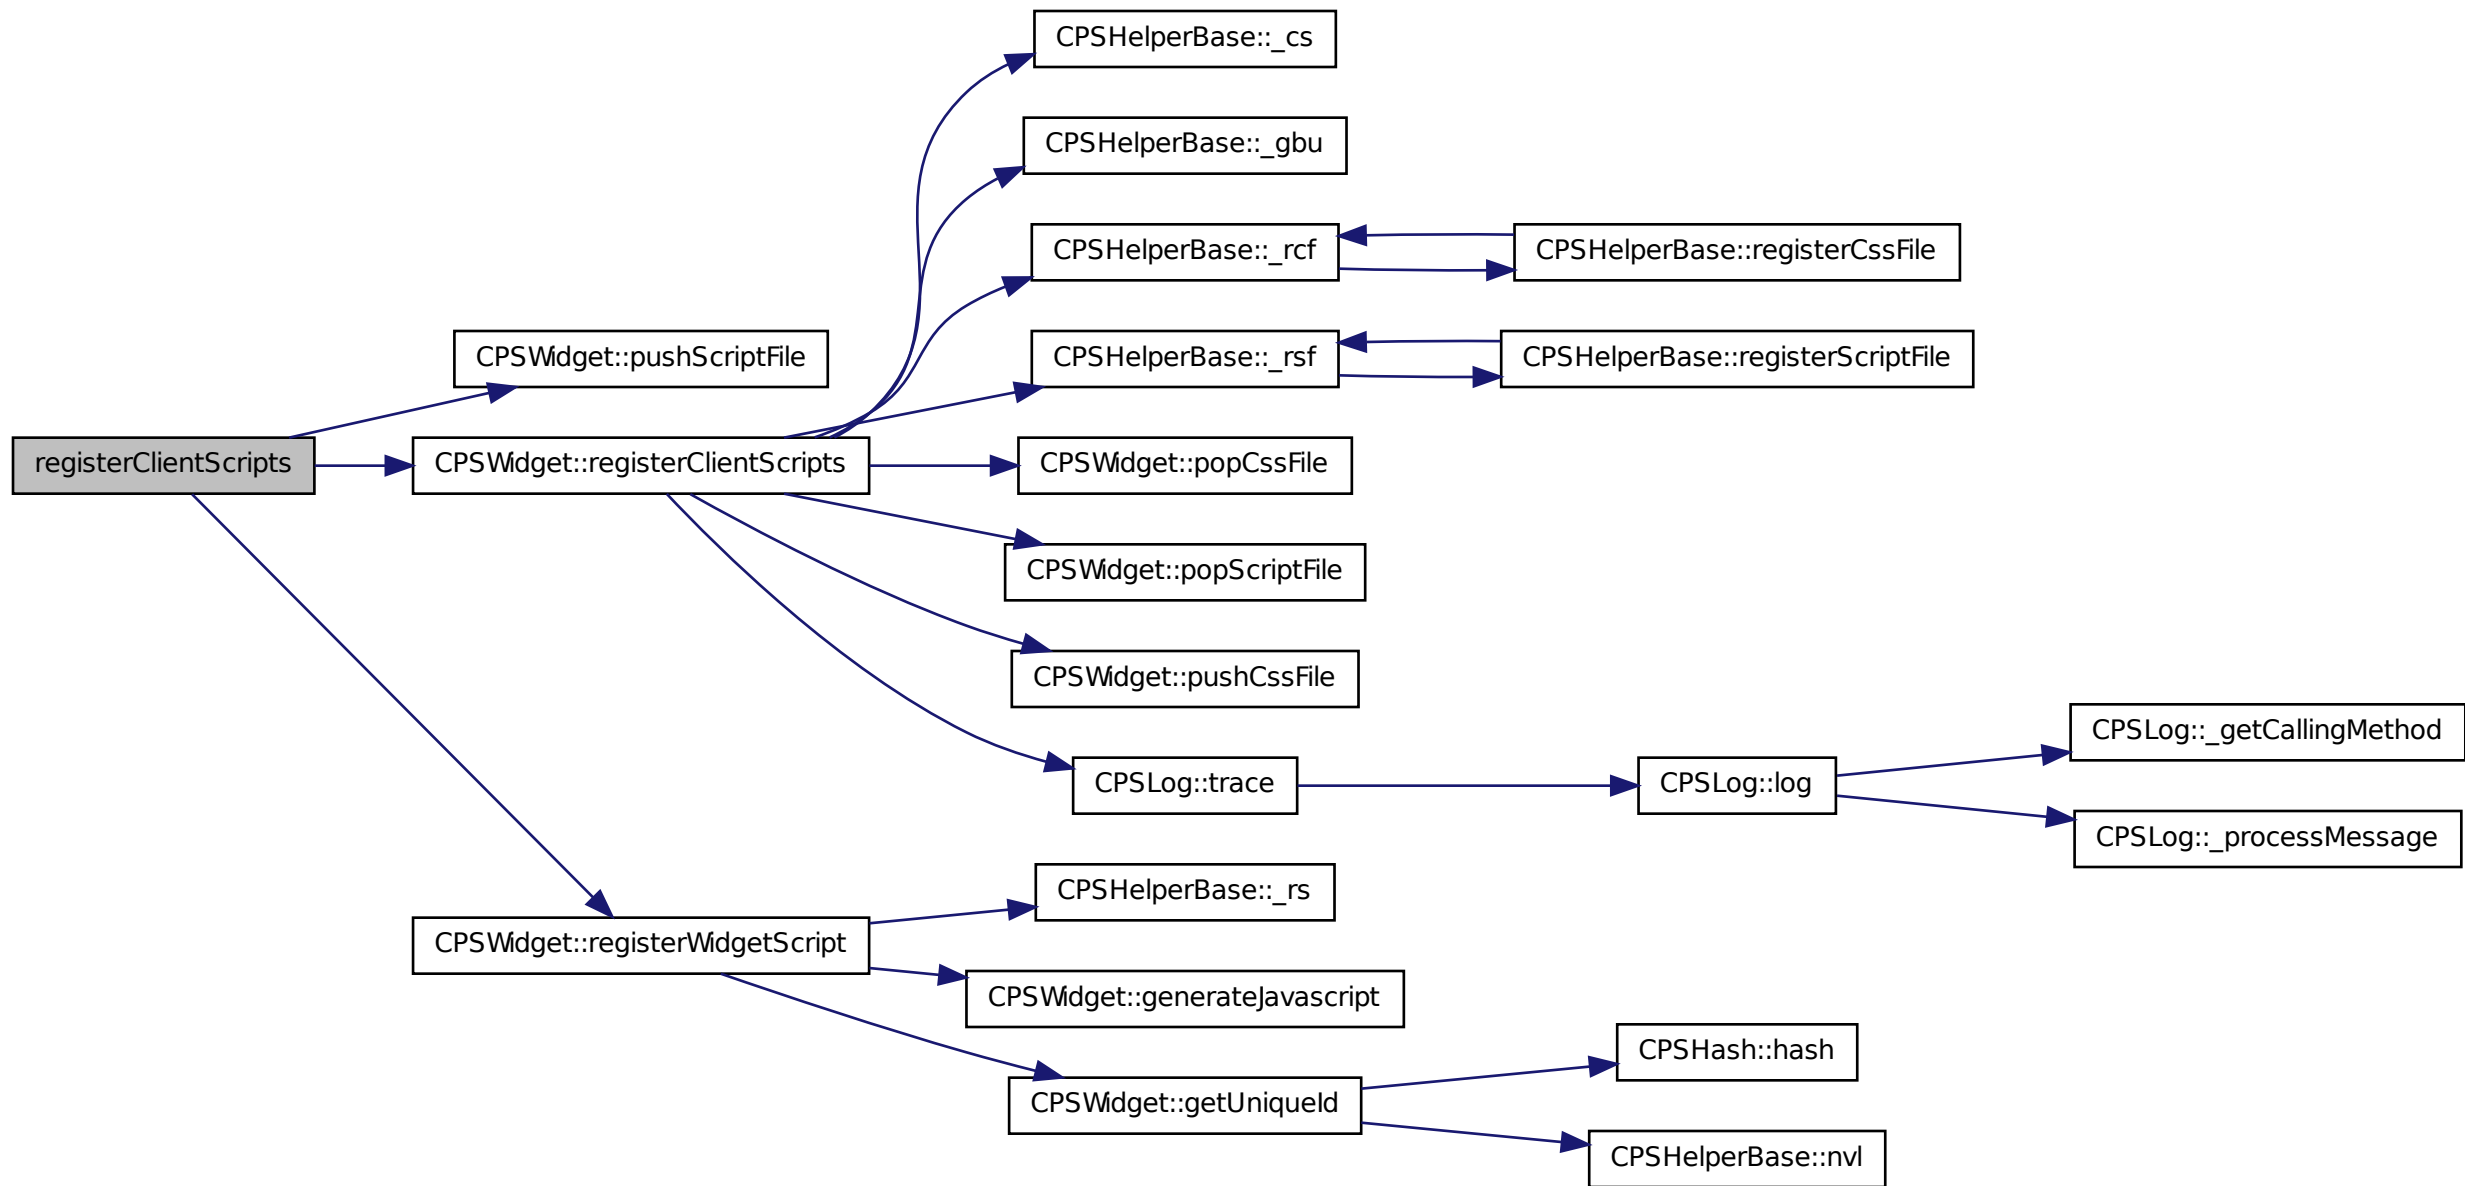 CPSHelperBase::_cs
CPSHelperBase::_gbu
CPSHelperBase::_rcf
CPSHelperBase::registerCssFile
CPSWidget::pushScriptFile
CPSHelperBase::_rsf
CPSHelperBase::registerScriptFile
registerClientScripts
CPSWidget::registerClientScripts
CPSWidget::popCssFile
CPSWidget::popScriptFile
CPSWidget::pushCssFile
CPSLog::_getCallingMethod
CPSLog::trace
CPSLog::log
CPSLog::_processMessage
CPSHelperBase::_rs
CPSWidget::registerWidgetScript
CPSWidget::generateJavascript
CPSHash::hash
CPSWidget::getUniqueId
CPSHelperBase::nvl